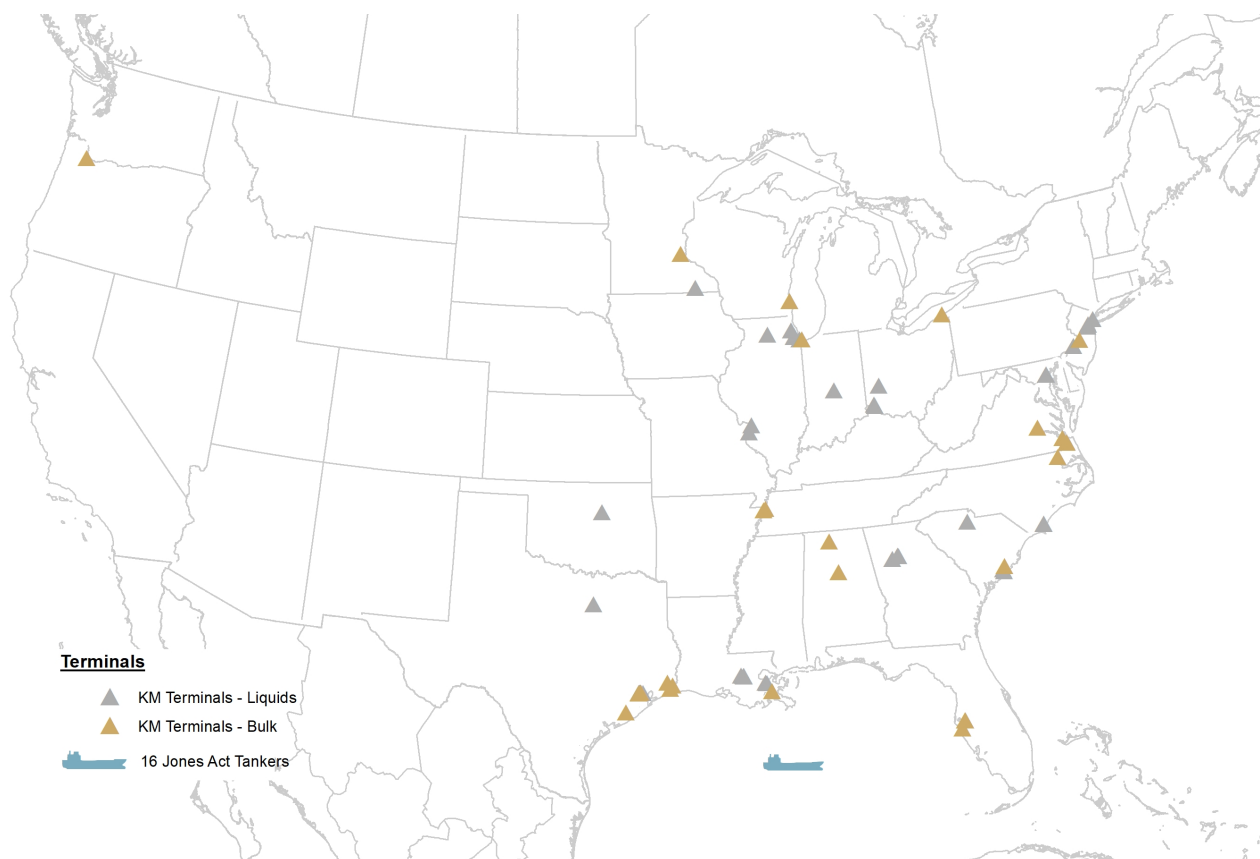 Terminals
KM Terminals - Liquids
KM Terminals - Bulk
16 Jones Act Tankers